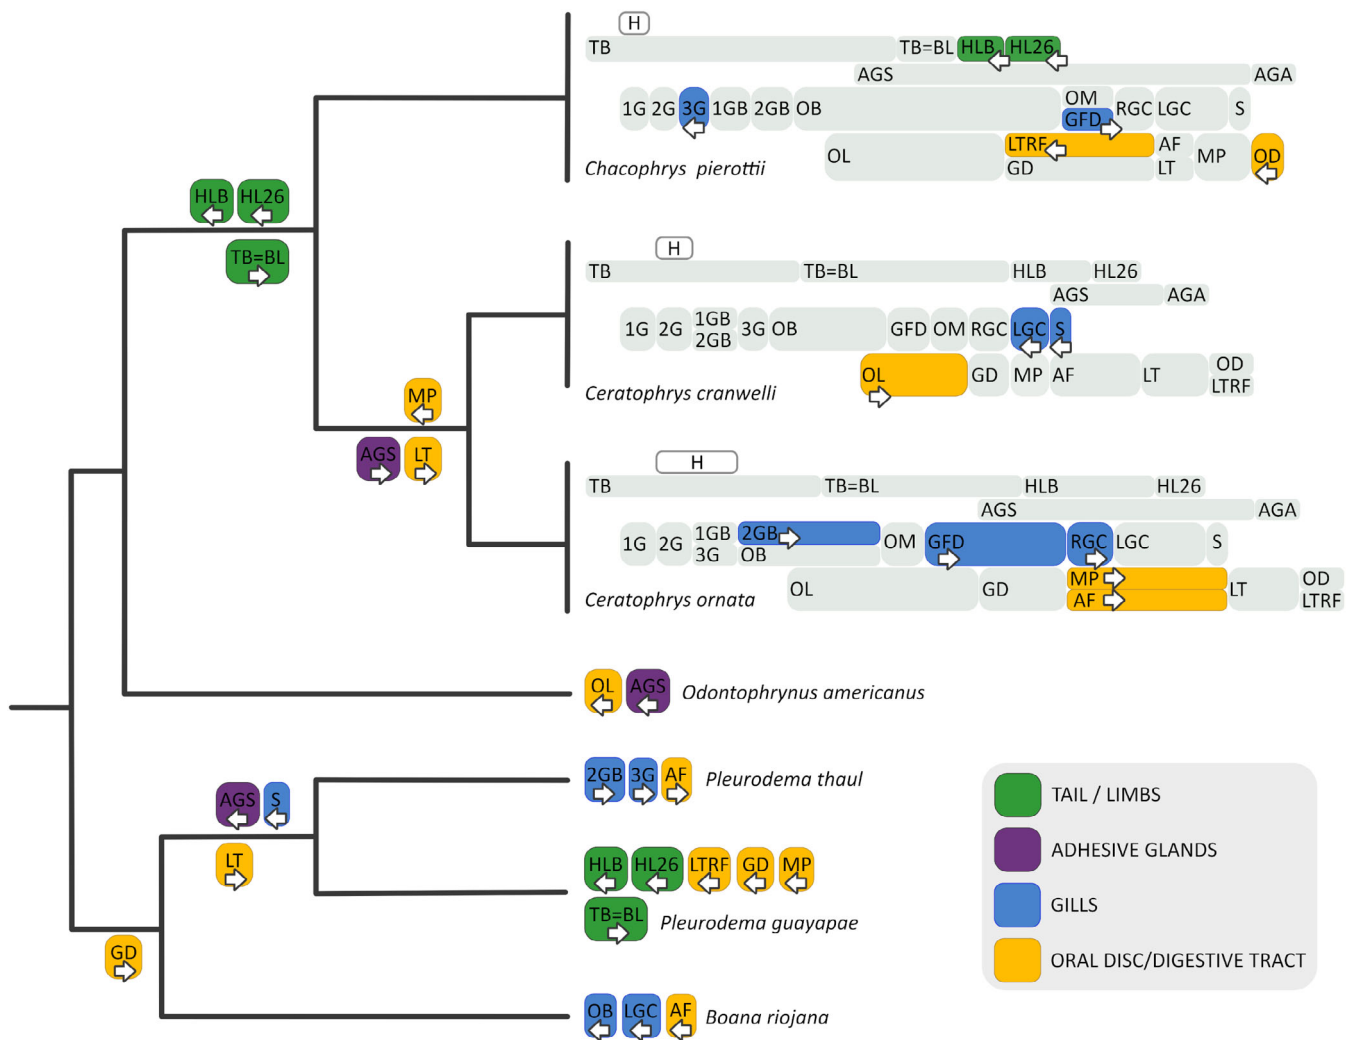 H
TB TB=BL HLB HL26
AGS AGA
1G 2G 3G 1GB 2GB OB OM RGC LGC S
GFD
OL LTRF AF MP OD
GD LT
Chacophrys pierottii
HLB HL26
TB=BL
H
TB TB=BL HLB HL26
AGS AGA
1G 2G 1GB 3G OB GFD OM RGC LGC S
2GB
OL GD MP AF LT OD
LTRF
Ceratophrys cranwelli
MP
AGS LT
H
TB TB=BL HLB HL26
AGS AGA
1G 2G 1GB 2GB OM GFD RGC LGC S
3G OB
OL GD MP LT OD
AF LTRF
Ceratophrys ornata
OL AGS Odontophrynus americanus
2GB 3G AF Pleurodema thaul
AGS S
LT
HLB HL26 LTRF GD MP
TB=BL Pleurodema guayapae
GD
OB LGC AF Boana riojana
TAIL / LIMBS
ADHESIVE GLANDS
GILLS
ORAL DISC/DIGESTIVE TRACT